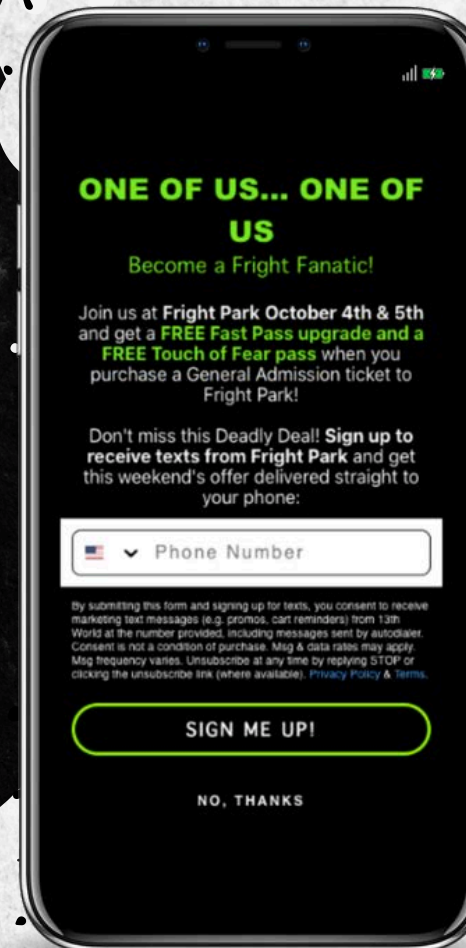 ONE OF US... ONE OF
US
Become a Fright Fanatic!
Join us at Fright Park October 4th & 5th
and get a FREE Fast Pass upgrade and a
FREE Touch of Fear pass when you
purchase a General Admission ticket to
Fright Park!
Don't miss this Deadly Deal! Sign up to
receive texts from Fright Park and get
this weekend's offer delivered straight to
your phone:
Phone Number
By submitting this form and signing up for texts, you consent to receive
marketing text messages (e.g. promos, cart reminders) from 13th
World at the number provided, including messages sent by autodialer.
Consent is not a condition of purchase. Msg & data rates may apply.
Msg frequency varies. Unsubscribe at any time by replying STOP or
clicking the unsubscribe link (where available). Privacy Policy & Terms.
SIGN ME UP!
NO, THANKS